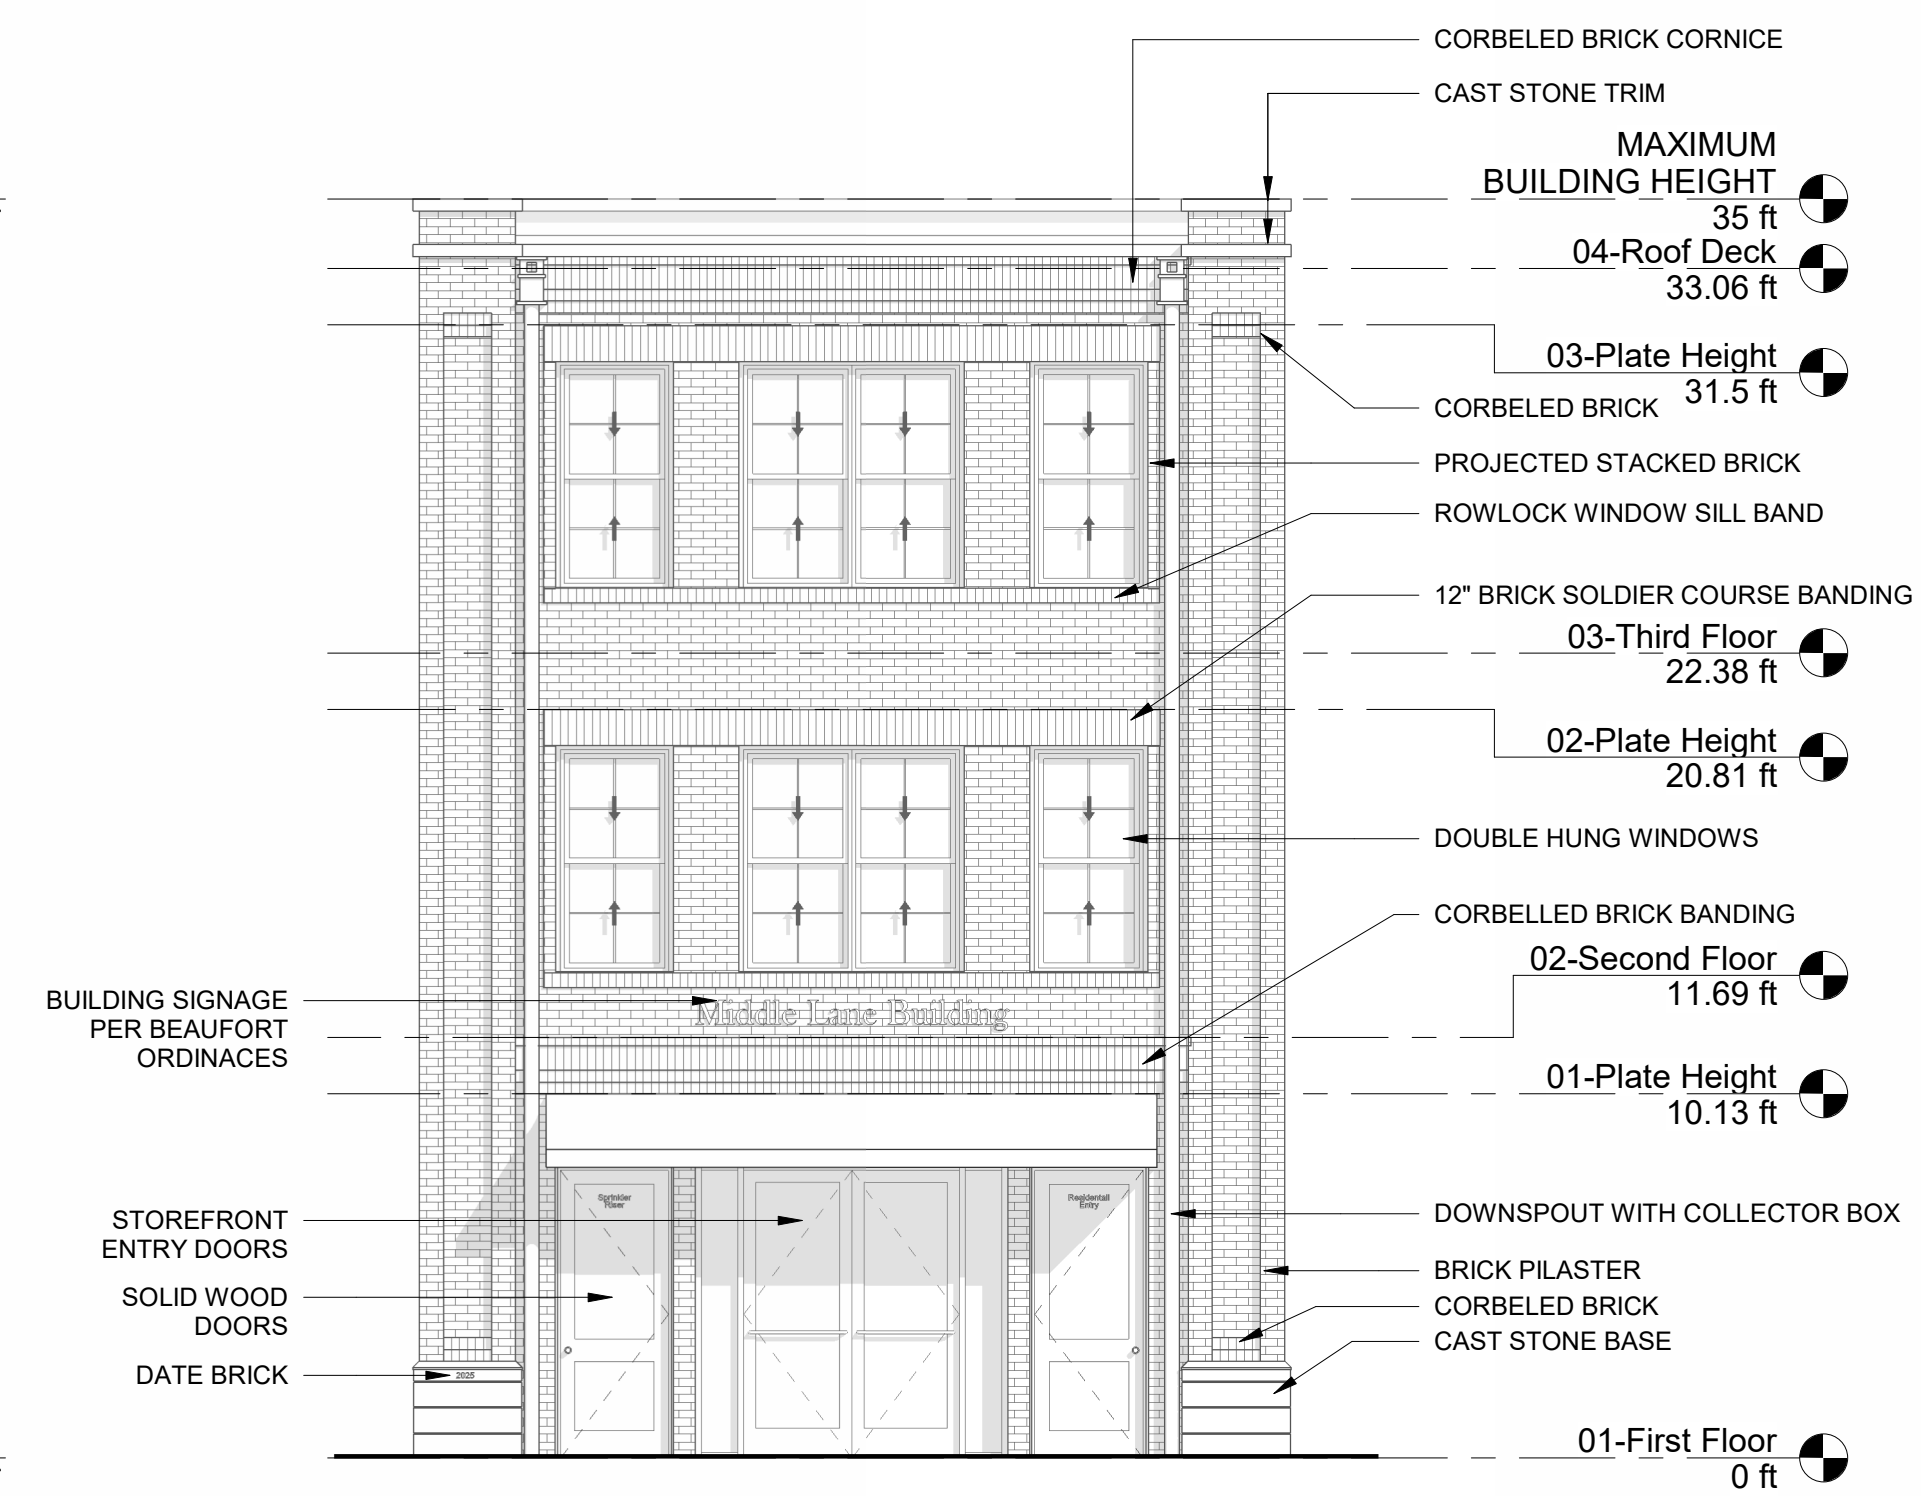 CORBELED BRICK CORNICE
CAST STONE TRIM
MAXIMUM
BUILDING HEIGHT
35 ft
04-Roof Deck
33.06 ft
03-Plate Height
31.5 ft
CORBELED BRICK
PROJECTED STACKED BRICK
ROWLOCK WINDOW SILL BAND
12" BRICK SOLDIER COURSE BANDING
03-Third Floor
22.38 ft
02-Plate Height
20.81 ft
DOUBLE HUNG WINDOWS
CORBELLED BRICK BANDING
02-Second Floor
11.69 ft
BUILDING SIGNAGE
PER BEAUFORT
ORDINACES
Middle Lane Building
01-Plate Height
10.13 ft
Sprinkler
Riser
Residentail
Entry
STOREFRONT
ENTRY DOORS
DOWNSPOUT WITH COLLECTOR BOX
BRICK PILASTER
SOLID WOOD
DOORS
CORBELED BRICK
CAST STONE BASE
DATE BRICK
2025
01-First Floor
0 ft